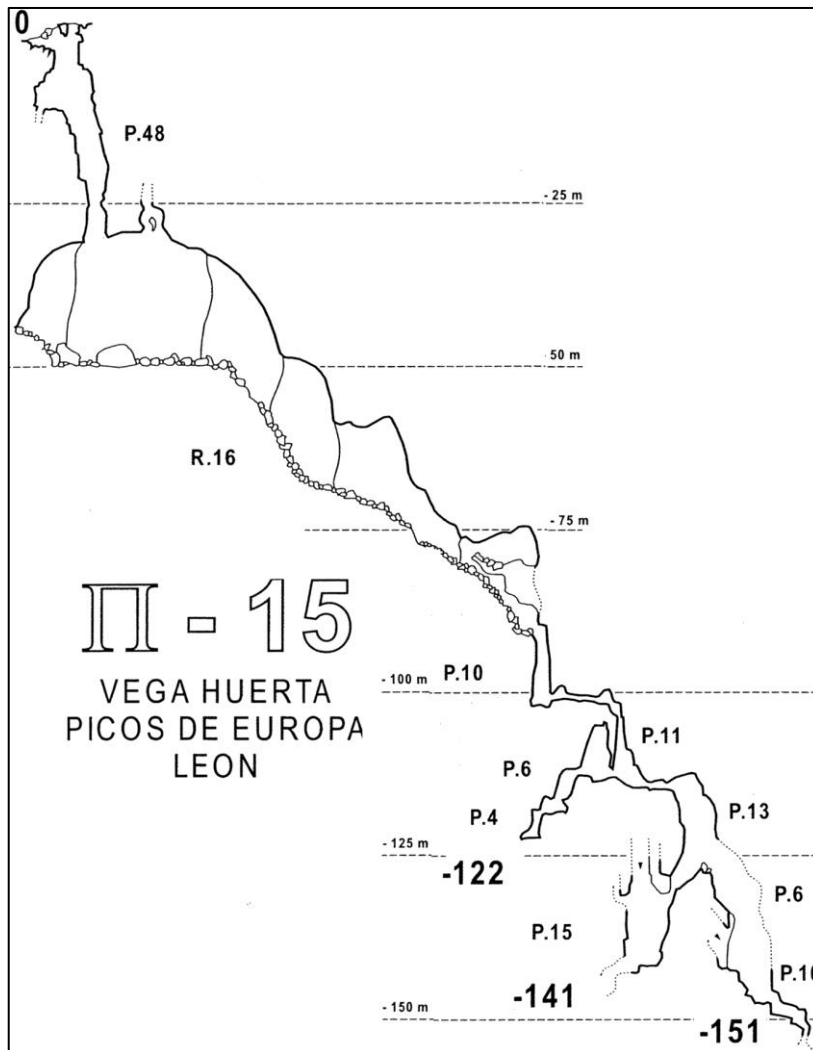 0
P.48
- 25 m
50 m
R.16
- 75 m
Π - 15
VEGA HUERTA
PICOS DE EUROPA
LEON
P.10
- 100 m
P.11
P.6
P.4
P.13
- 125 m
-122
P.6
P.15
P.10
-141
- 150 m
-151